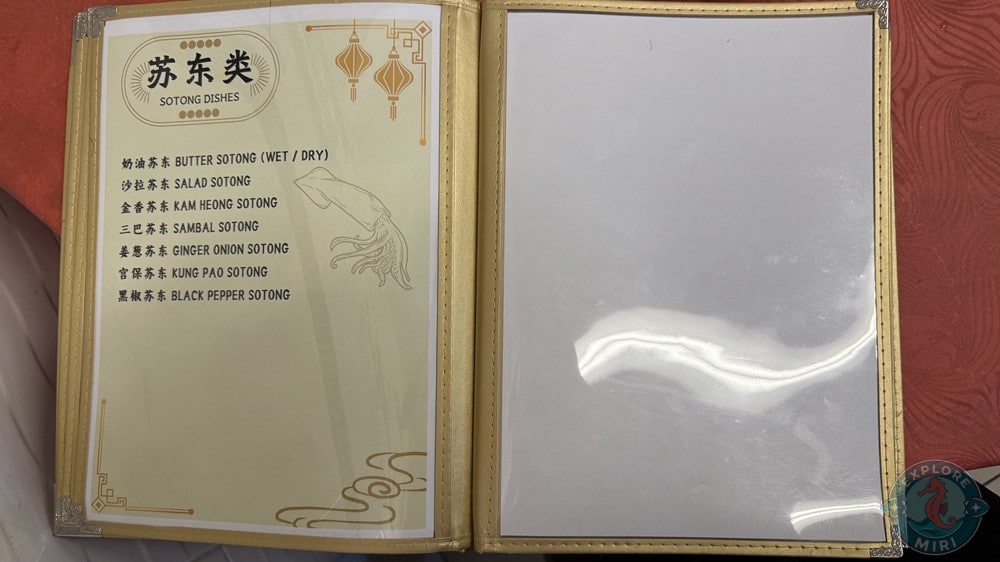 苏东类
SOTONG DISHES
奶油苏东 BUTTER SOTONG (WET / DRY)
沙拉苏东 SALAD SOTONG
金香苏东 KAM HEONG SOTONG
三巴苏东 SAMBAL SOTONG
姜葱苏东 GINGER ONION SOTONG
宫保苏东 KUNG PAO SOTONG
黑椒苏东 BLACK PEPPER SOTONG
EXPLORE
MIRI